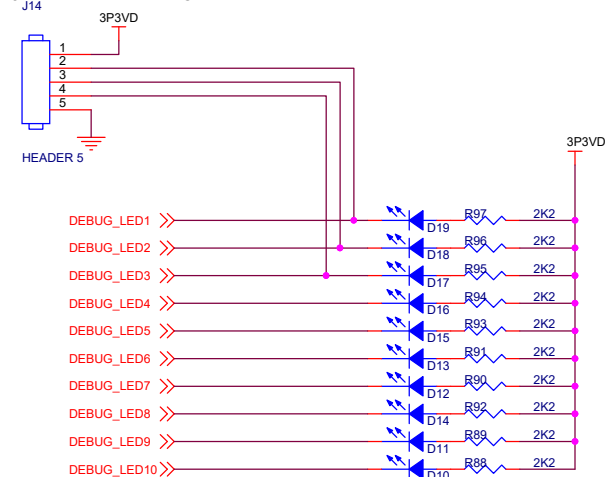 J14
3P3VD
1
2
3
4
5
HEADER 5
3P3VD
DEBUG_LED1 D19 R97 2K2
DEBUG_LED2 D18 R96 2K2
DEBUG_LED3 D17 R95 2K2
DEBUG_LED4 D16 R94 2K2
DEBUG_LED5 D15 R93 2K2
DEBUG_LED6 D13 R91 2K2
DEBUG_LED7 D12 R90 2K2
DEBUG_LED8 D14 R92 2K2
DEBUG_LED9 D11 R89 2K2
DEBUG_LED10 D10 R88 2K2